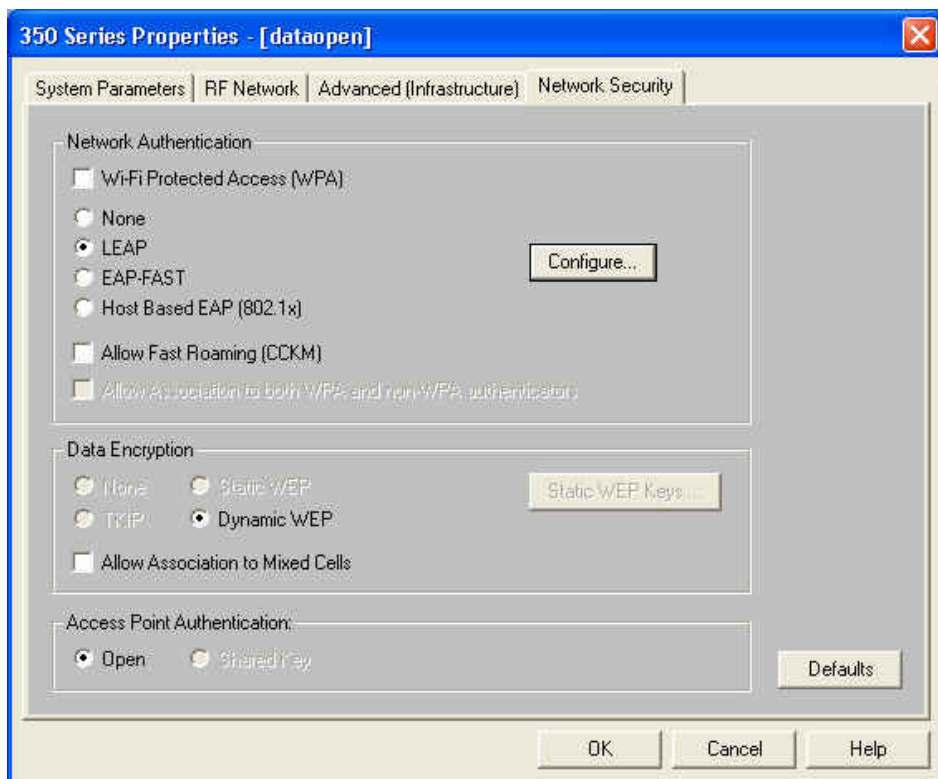 350 Series Properties - [dataopen]
System Parameters RF Network Advanced (Infrastructure) Network Security
Network Authentication
Wi-Fi Protected Access (WPA)
None
LEAP
Configure...
EAP-FAST
Host Based EAP (802.1x)
Allow Fast Roaming (CCKM)
Allow Association to both WPA and non-WPA authenticators
Data Encryption
None Static WEP Static WEP Keys ...
TKIP Dynamic WEP
Allow Association to Mixed Cells
Access Point Authentication:
Open Shared Key
Defaults
OK Cancel Help